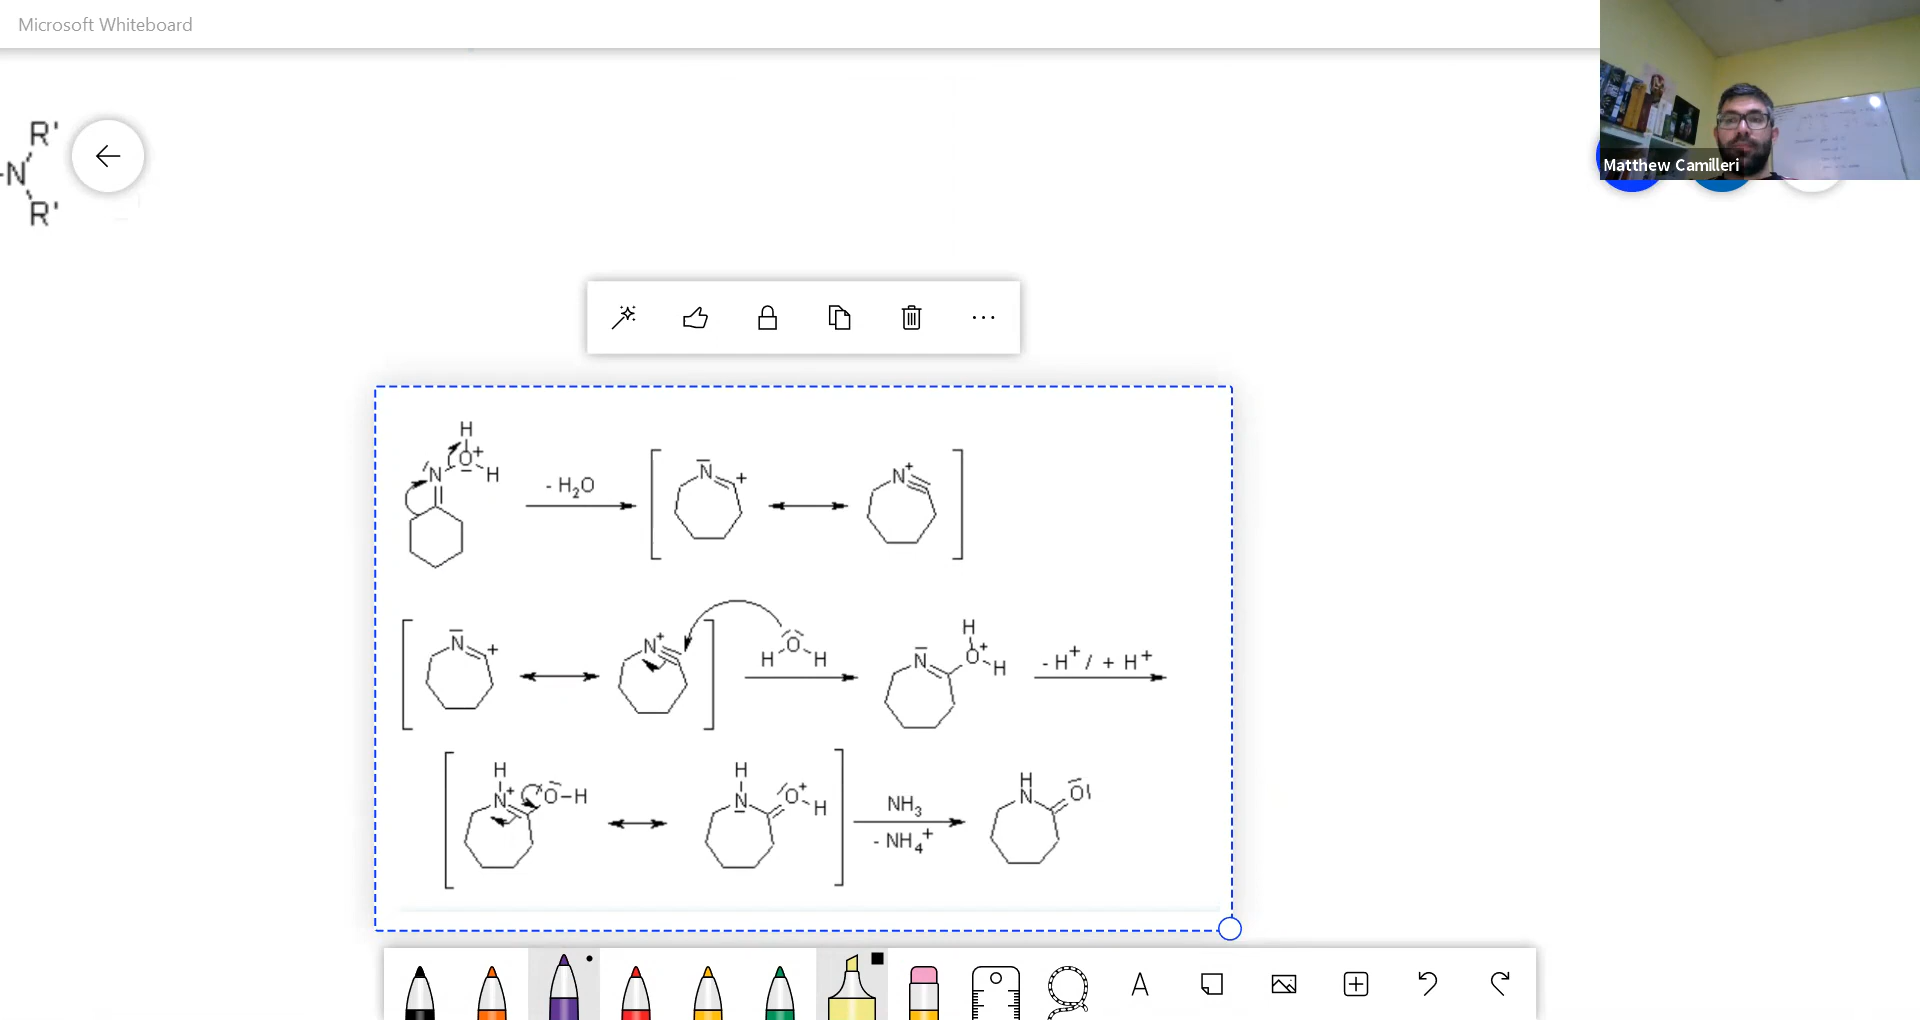 Microsoft Whiteboard
Matthew Camilleri
R'
-N
R'
H
N O+ H
- H₂O
N +
N+
N +
N+
H O H
N O+ H H
- H+ / + H+
H
N+ O-H
H
N O+ H
NH₃
- NH₄+
H
N O
A